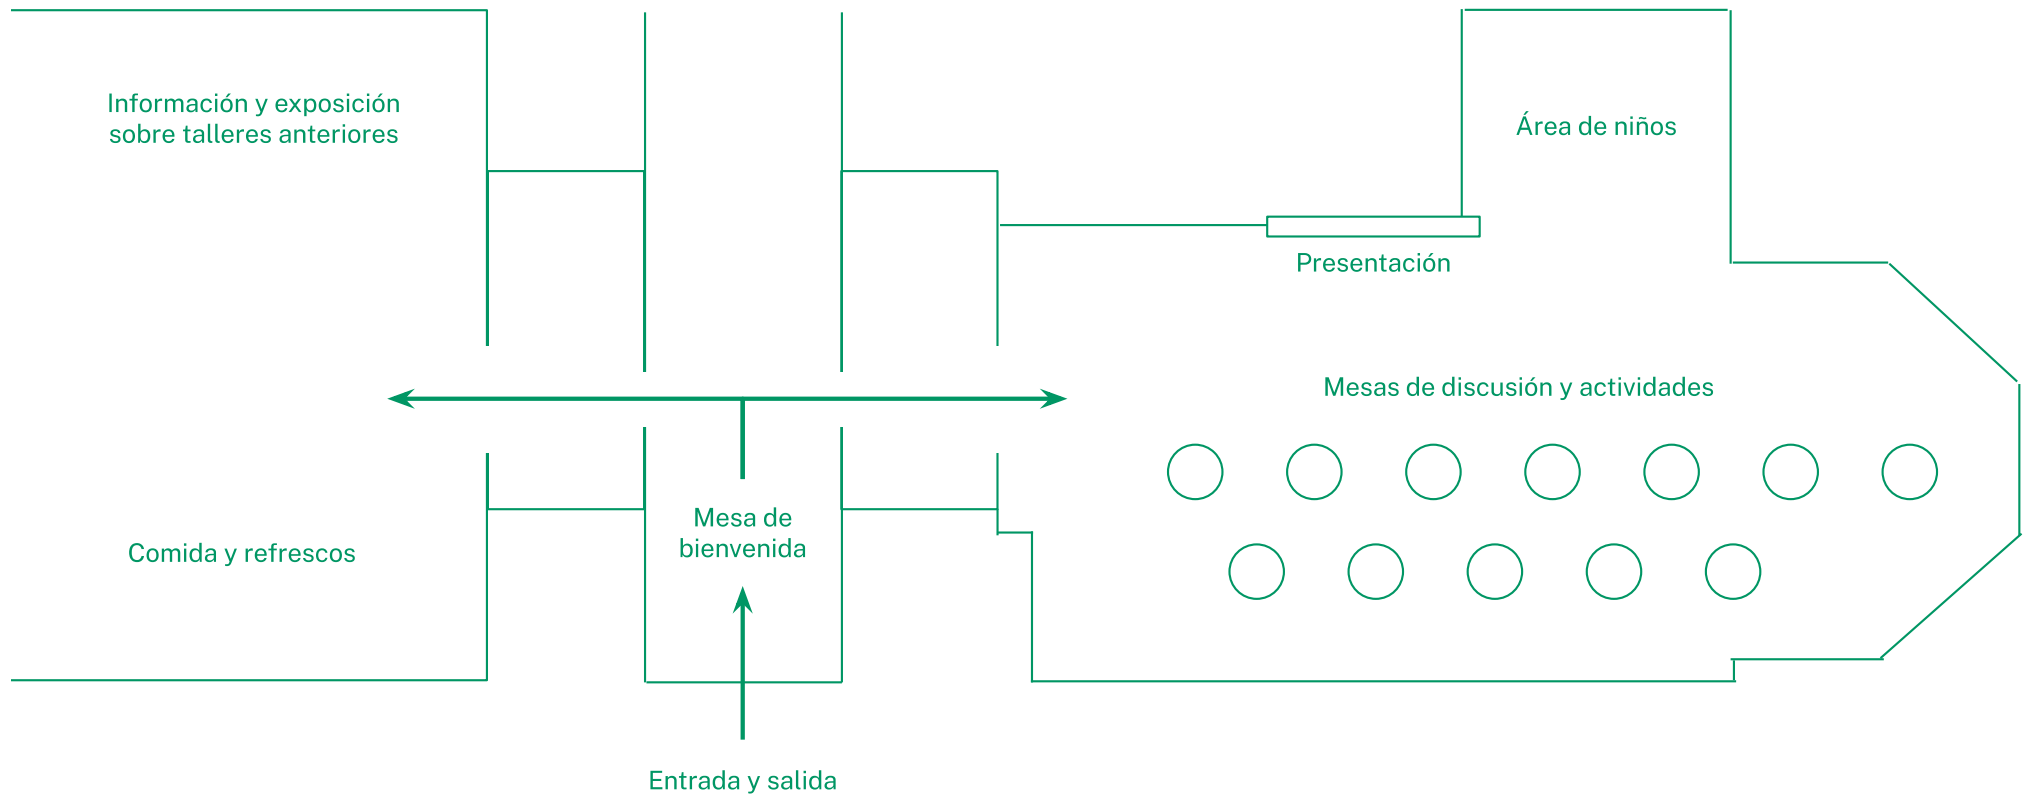 Información y exposición
sobre talleres anteriores
Área de niños
Presentación
Mesas de discusión y actividades
Mesa de
bienvenida
Comida y refrescos
Entrada y salida